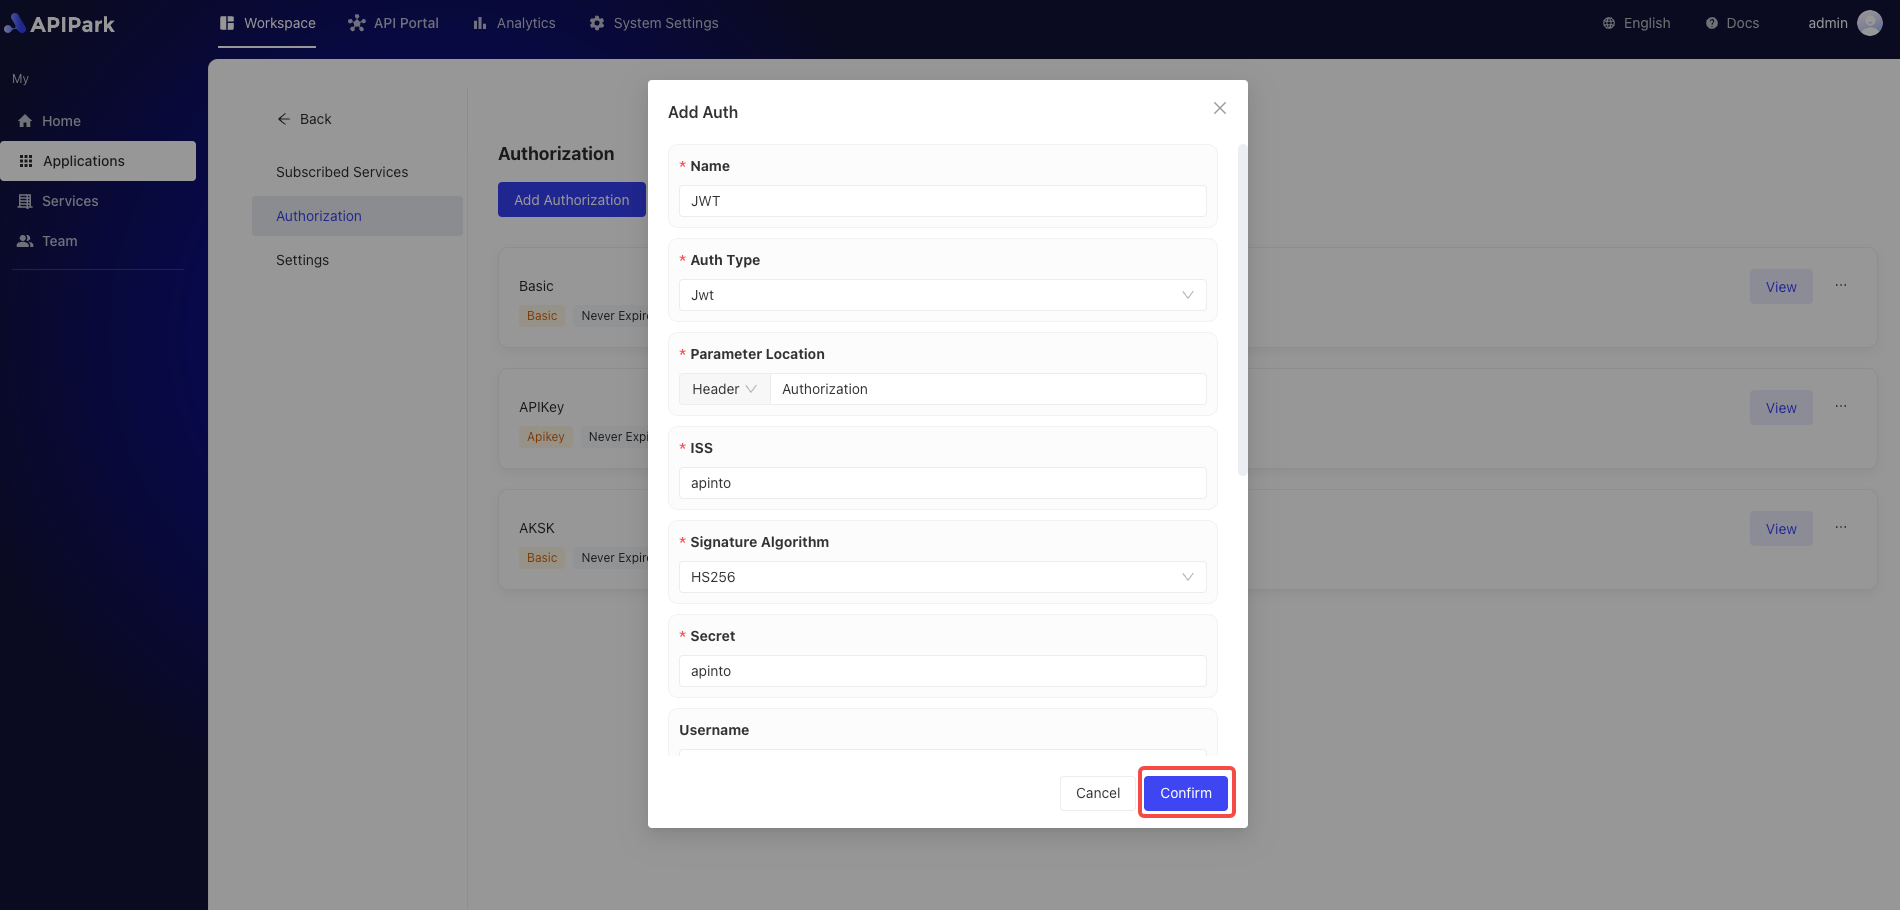 APIPark
Workspace
API Portal
Analytics
System Settings
English
Docs
admin
My
Home
Applications
Services
Team
Back
Subscribed Services
Authorization
Settings
Authorization
Add Authorization
Basic
Basic
Never Expire
View
...
APIKey
Apikey
Never Expi
View
...
AKSK
Basic
Never Expire
View
...
Add Auth
* Name
JWT
* Auth Type
Jwt
* Parameter Location
Header
Authorization
* ISS
apinto
* Signature Algorithm
HS256
* Secret
apinto
Username
Cancel
Confirm